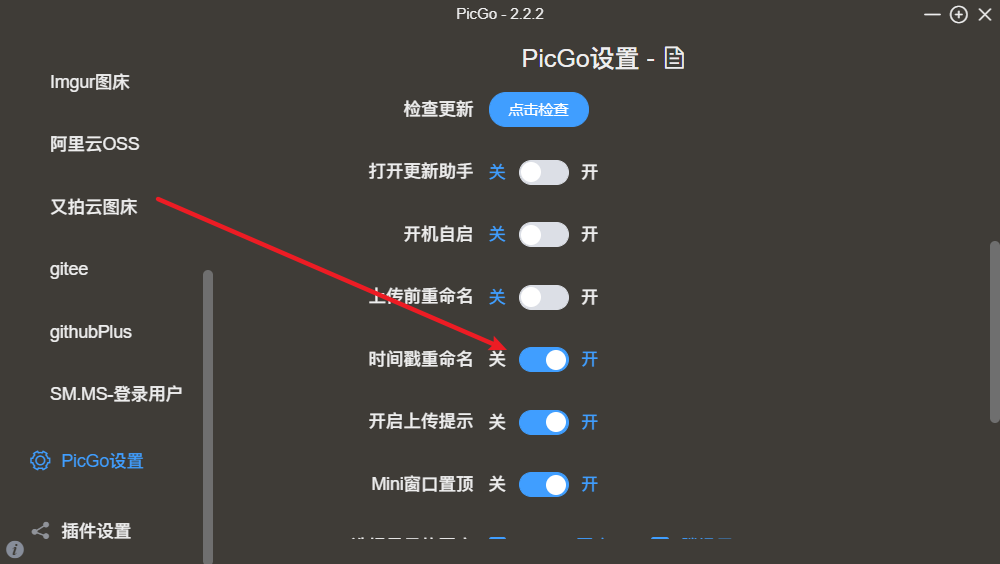 PicGo - 2.2.2
PicGo设置 -
Imgur图床
阿里云OSS
又拍云图床
gitee
githubPlus
SM.MS-登录用户
PicGo设置
插件设置
检查更新 点击检查
打开更新助手 关 开
开机自启 关 开
上传前重命名 关 开
时间戳重命名 关 开
开启上传提示 关 开
Mini窗口置顶 关 开